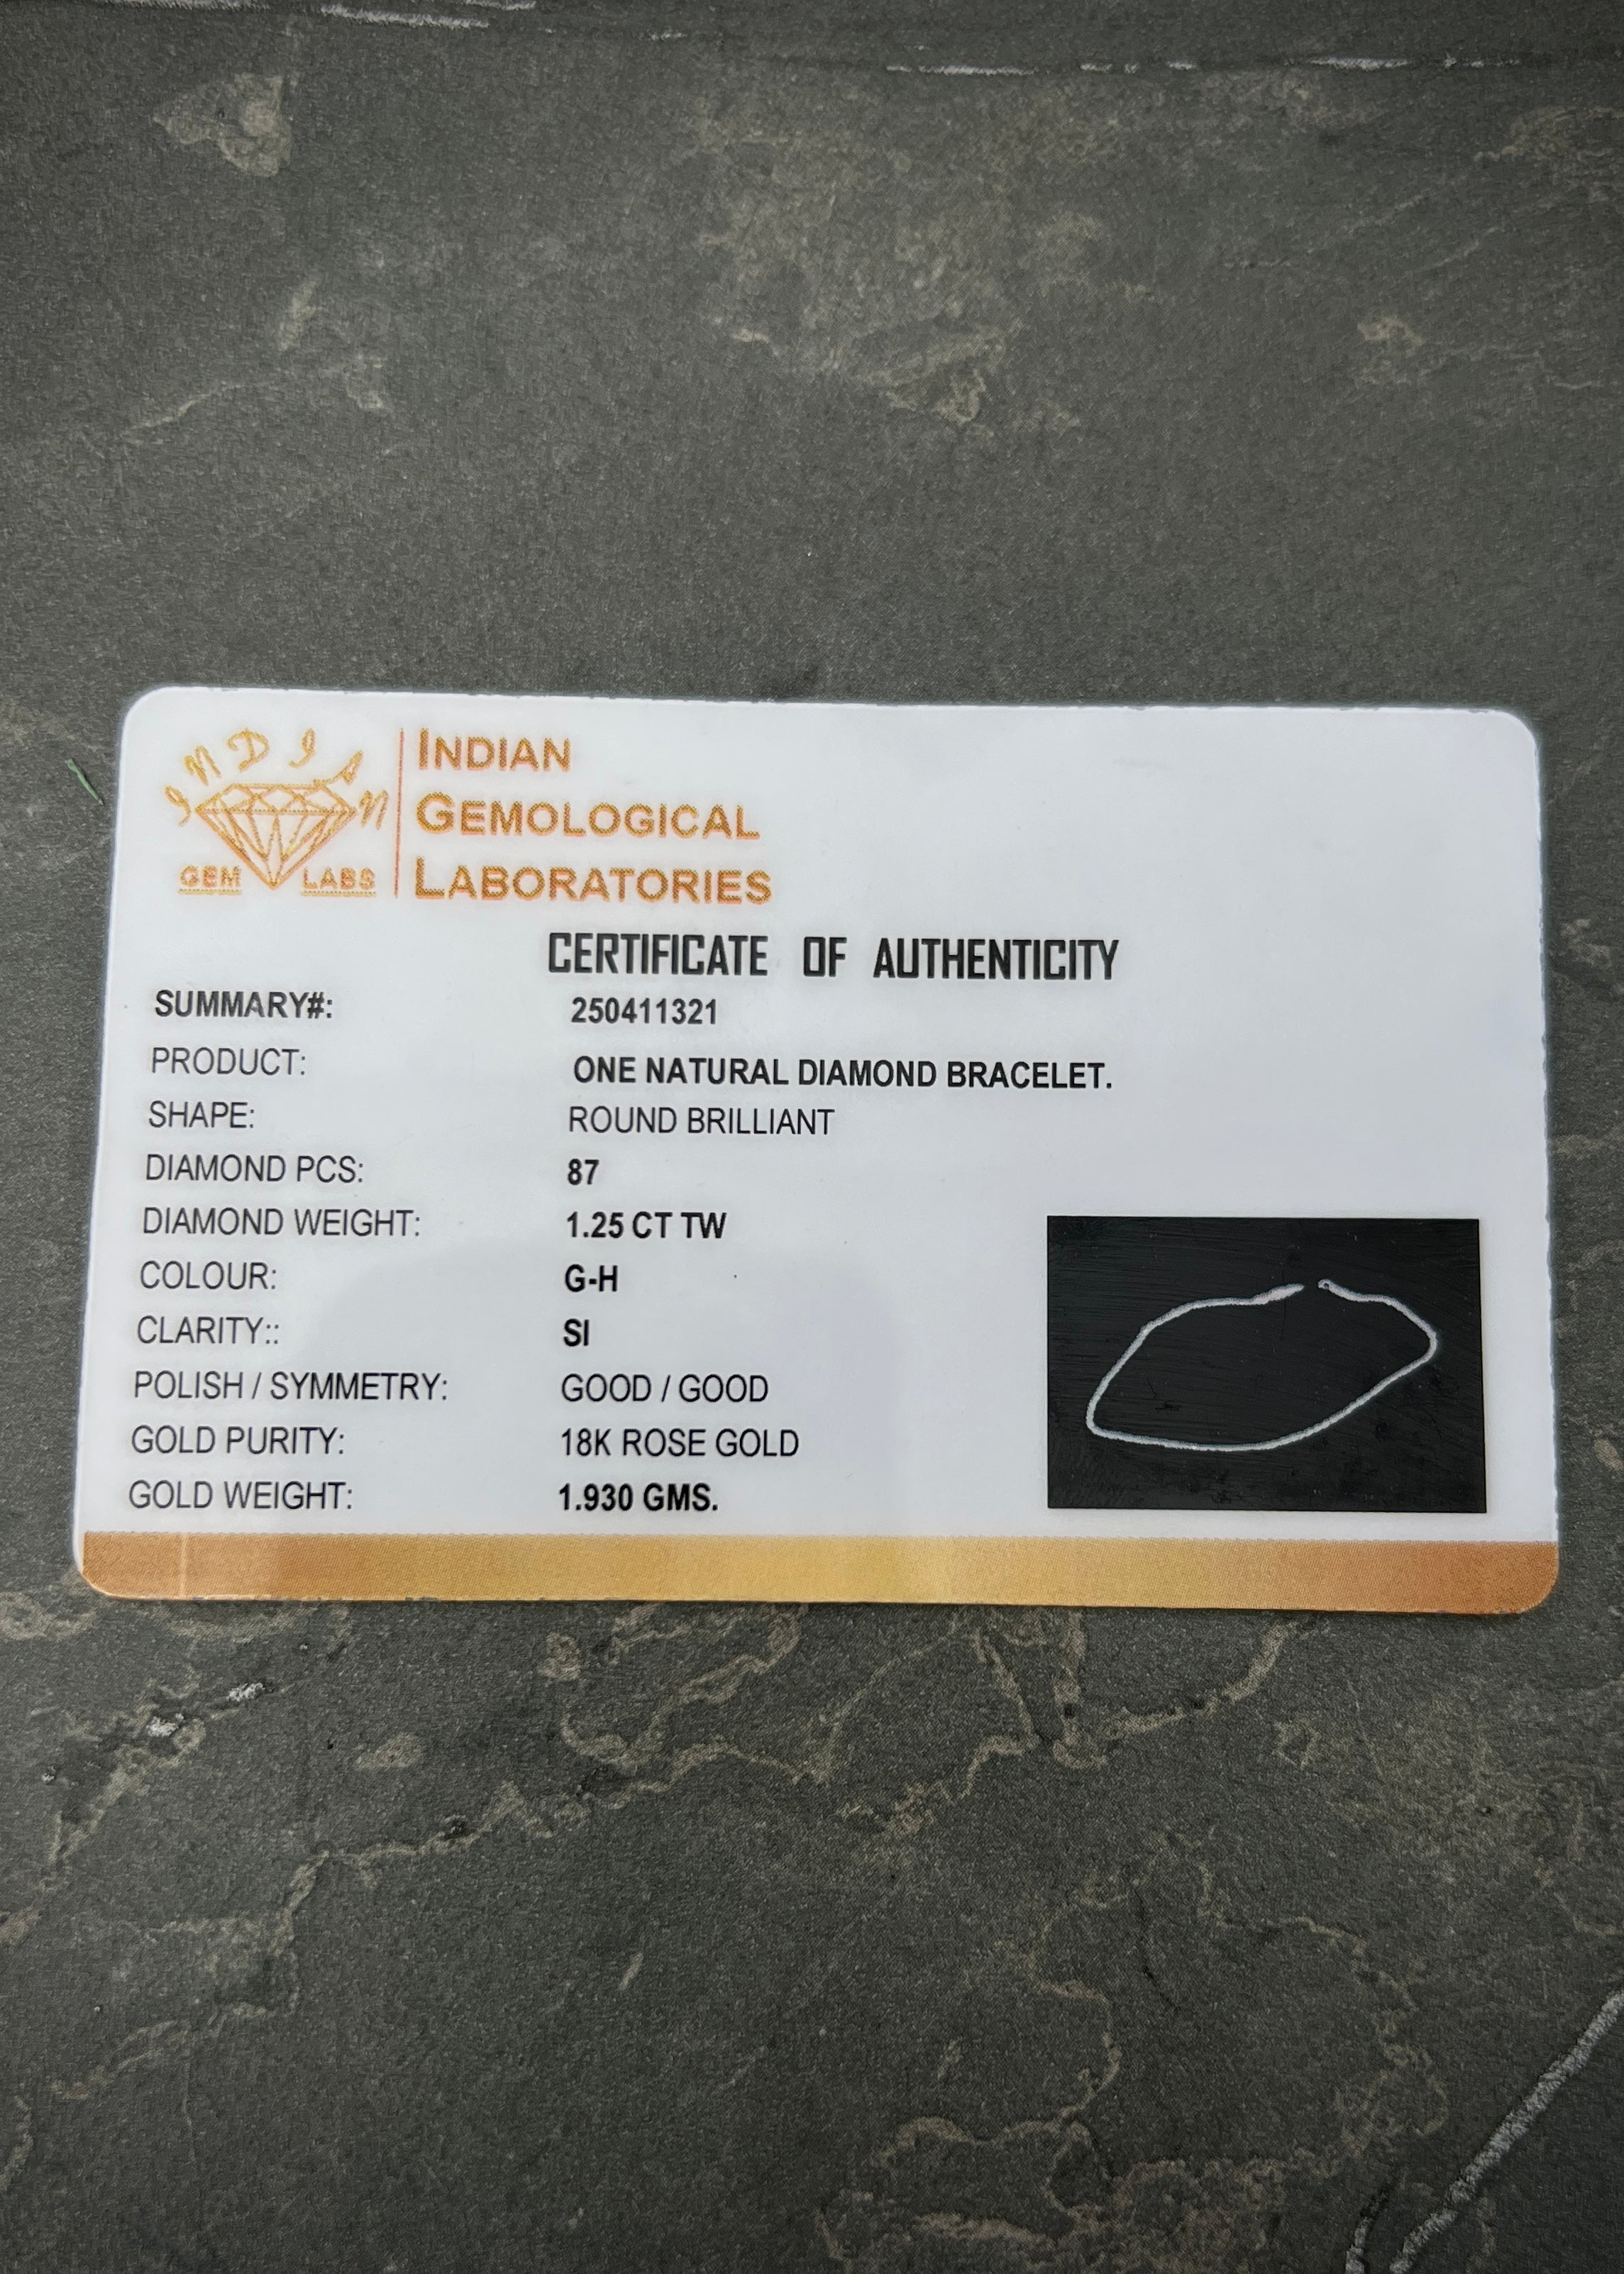 INDIAN
GEM LABS
INDIAN
GEMOLOGICAL
LABORATORIES
CERTIFICATE OF AUTHENTICITY
SUMMARY#: 250411321
PRODUCT: ONE NATURAL DIAMOND BRACELET.
SHAPE: ROUND BRILLIANT
DIAMOND PCS: 87
DIAMOND WEIGHT: 1.25 CT TW
COLOUR: G-H
CLARITY:: SI
POLISH / SYMMETRY: GOOD / GOOD
GOLD PURITY: 18K ROSE GOLD
GOLD WEIGHT: 1.930 GMS.